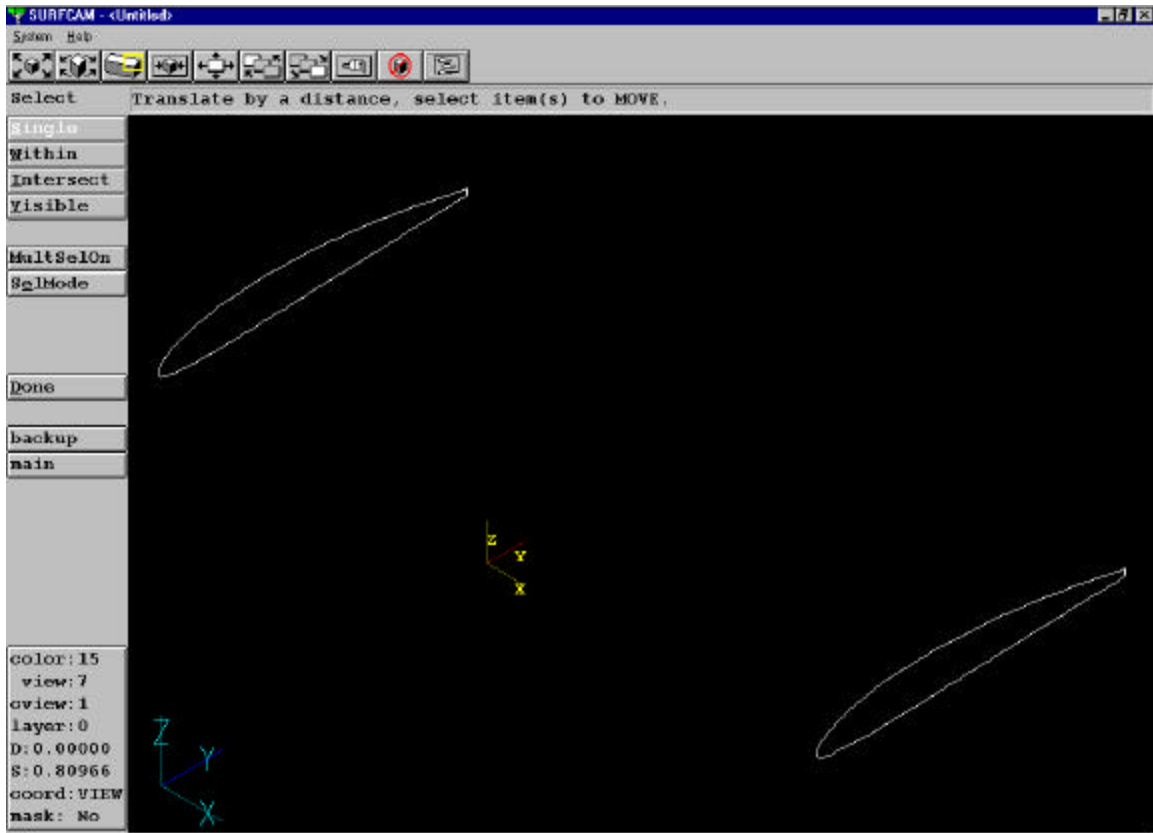 SURFCAM - <Untitled>
System Help
Select Translate by a distance, select item(s) to MOVE.
Single
Within
Intersect
Visible
MultSelOn
SelMode
Done
backup
main
Z
Y
X
color:15
view:7
cview:1
layer:0
D:0.00000
S:0.80966
coord:VIEW
mask: No
Z
Y
X